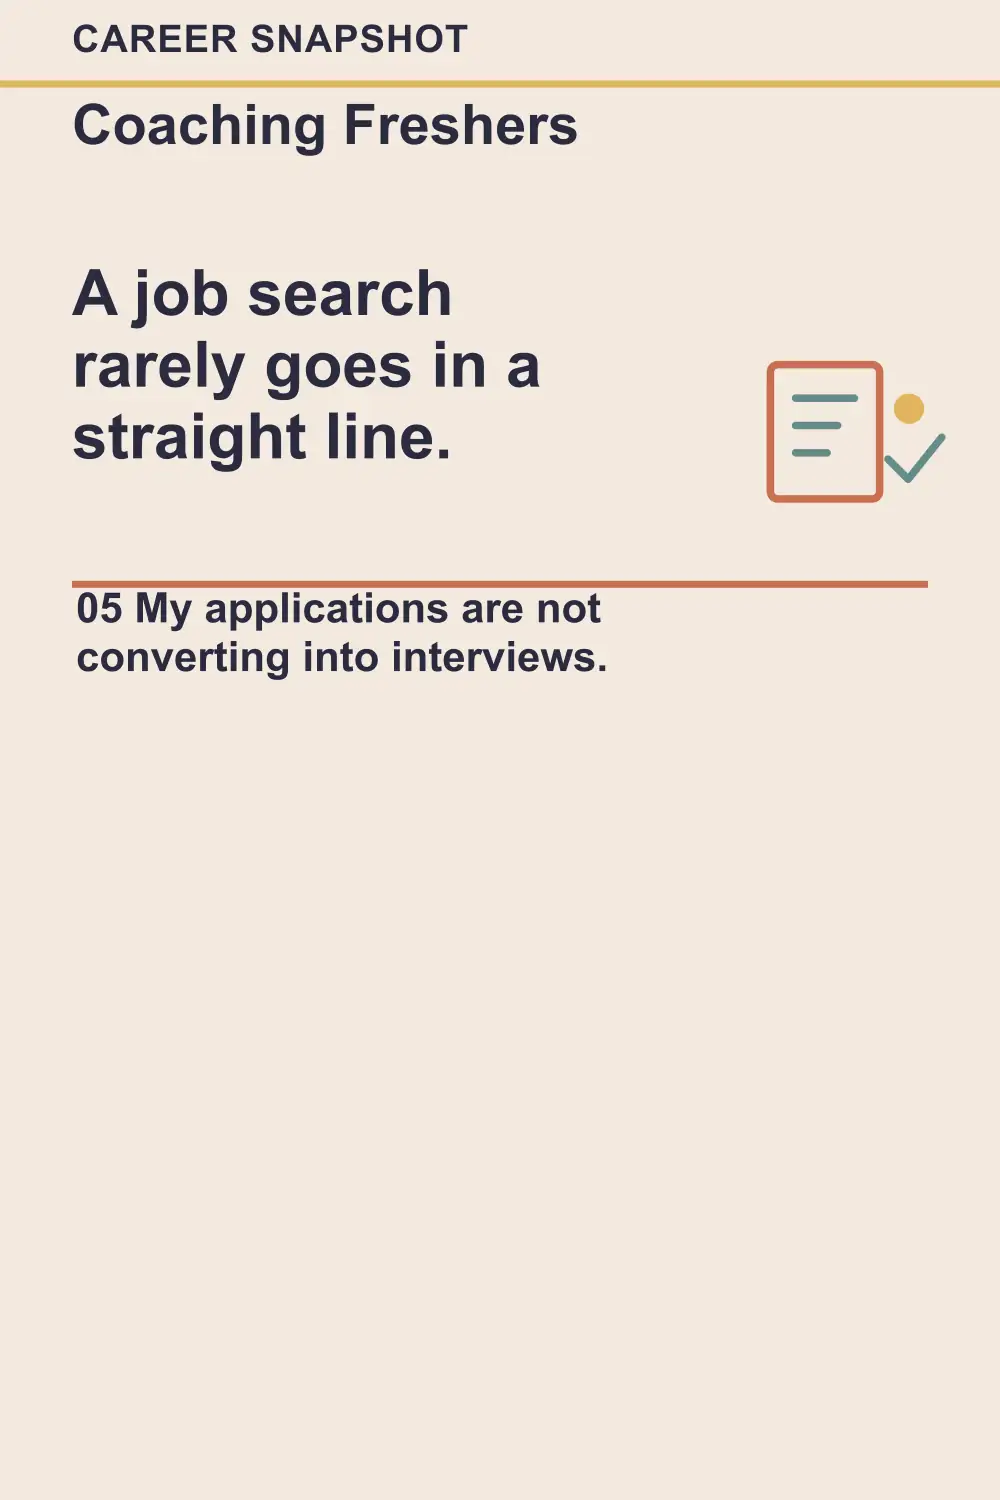 CAREER SNAPSHOT
Coaching Freshers
A job search
rarely goes in a
straight line.
05 My applications are not
converting into interviews.